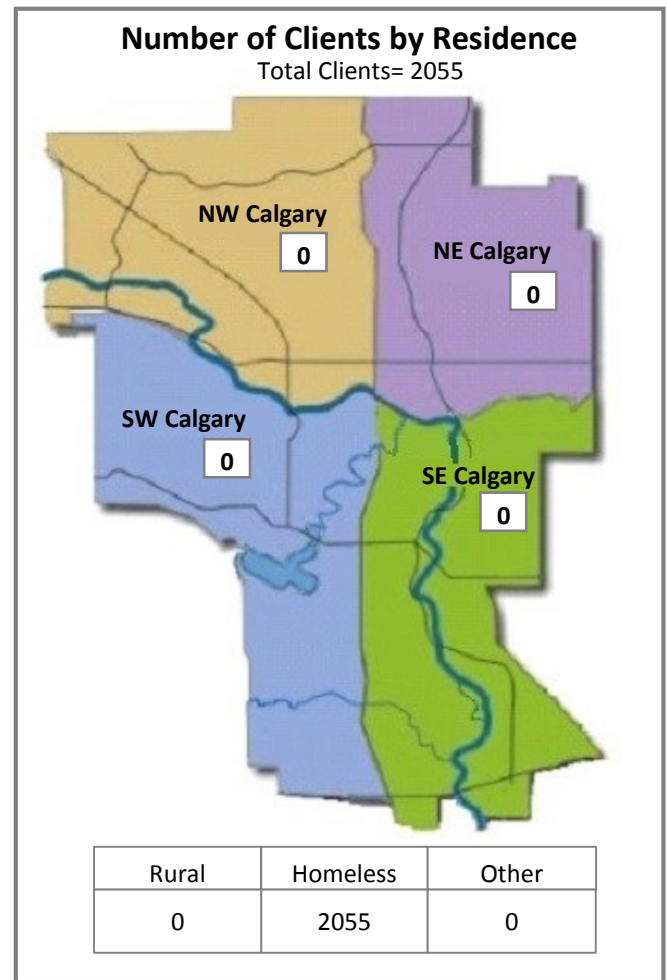 Number of Clients by Residence
Total Clients= 2055
NW Calgary
0
NE Calgary
0
SW Calgary
0
SE Calgary
0
Rural Homeless Other
0 2055 0